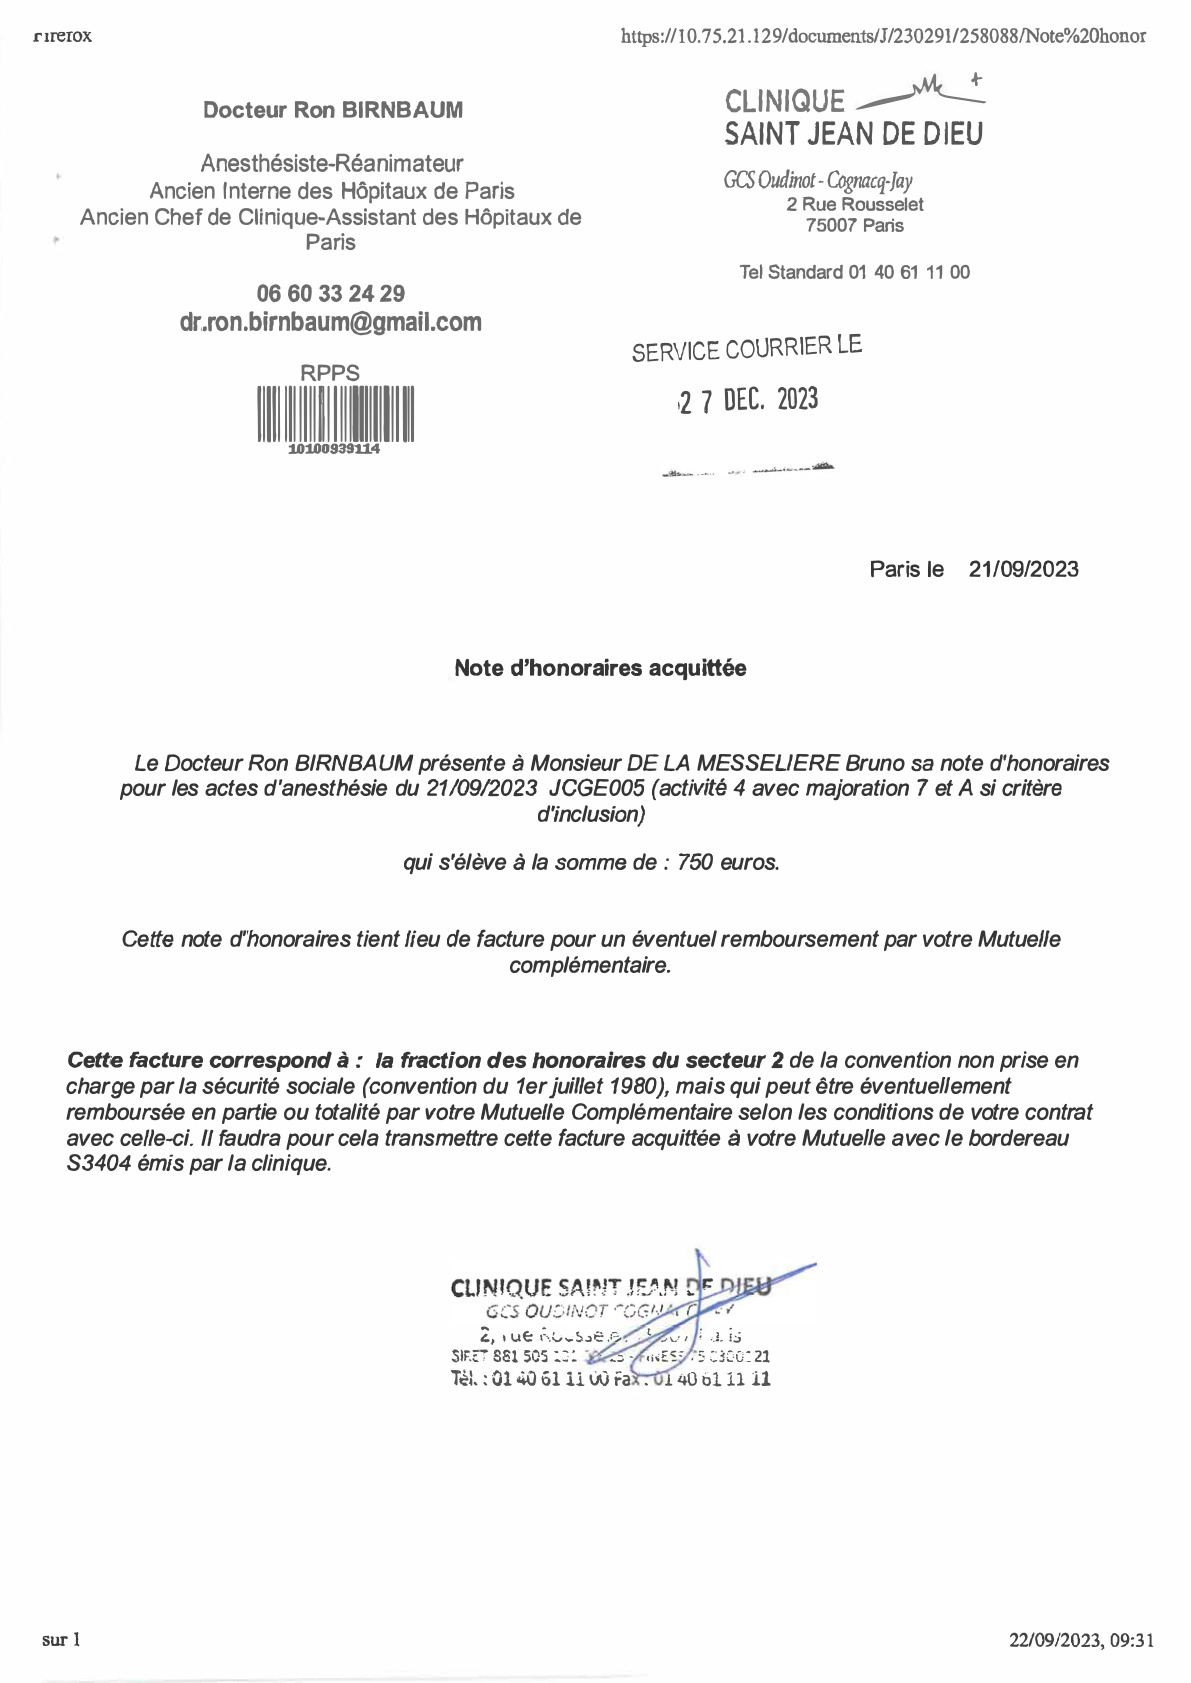 https://10.75.21.129/documents/J/230291/258088/Note%20honor
Docteur Ron BIRNBAUM
Anesthésiste-Réanimateur
Ancien Interne des Hôpitaux de Paris
Ancien Chef de Clinique-Assistant des Hôpitaux de
Paris
06 60 33 24 29
dr.ron.birnbaum@gmail.com
RPPS
10100939114
CLINIQUE
SAINT JEAN DE DIEU
GCS Oudinot - Cognacq-Jay
2 Rue Rousselet
75007 Paris
Tel Standard 01 40 61 11 00
SERVICE COURRIER LE
27 DEC. 2023
Paris le 21/09/2023
Note d'honoraires acquittée
Le Docteur Ron BIRNBAUM présente à Monsieur DE LA MESSELIERE Bruno sa note d'honoraires
pour les actes d'anesthésie du 21/09/2023 JCGE005 (activité 4 avec majoration 7 et A si critère
d'inclusion)
qui s'élève à la somme de : 750 euros.
Cette note d''honoraires tient lieu de facture pour un éventuel remboursement par votre Mutuelle
complémentaire.
Cette facture correspond à : la fraction des honoraires du secteur 2 de la convention non prise en
charge par la sécurité sociale (convention du 1er juillet 1980), mais qui peut être éventuellement
remboursée en partie ou totalité par votre Mutuelle Complémentaire selon les conditions de votre contrat
avec celle-ci. Il faudra pour cela transmettre cette facture acquittée à votre Mutuelle avec le bordereau
S3404 émis par la clinique.
CLINIQUE SAINT JEAN DE DIEU
GCS OUDINOT
2, rue
SIRET 881 505
Tél. : 01 40 61 11 00 Fax : 01 40 61 11 11
sur 1
22/09/2023, 09:31